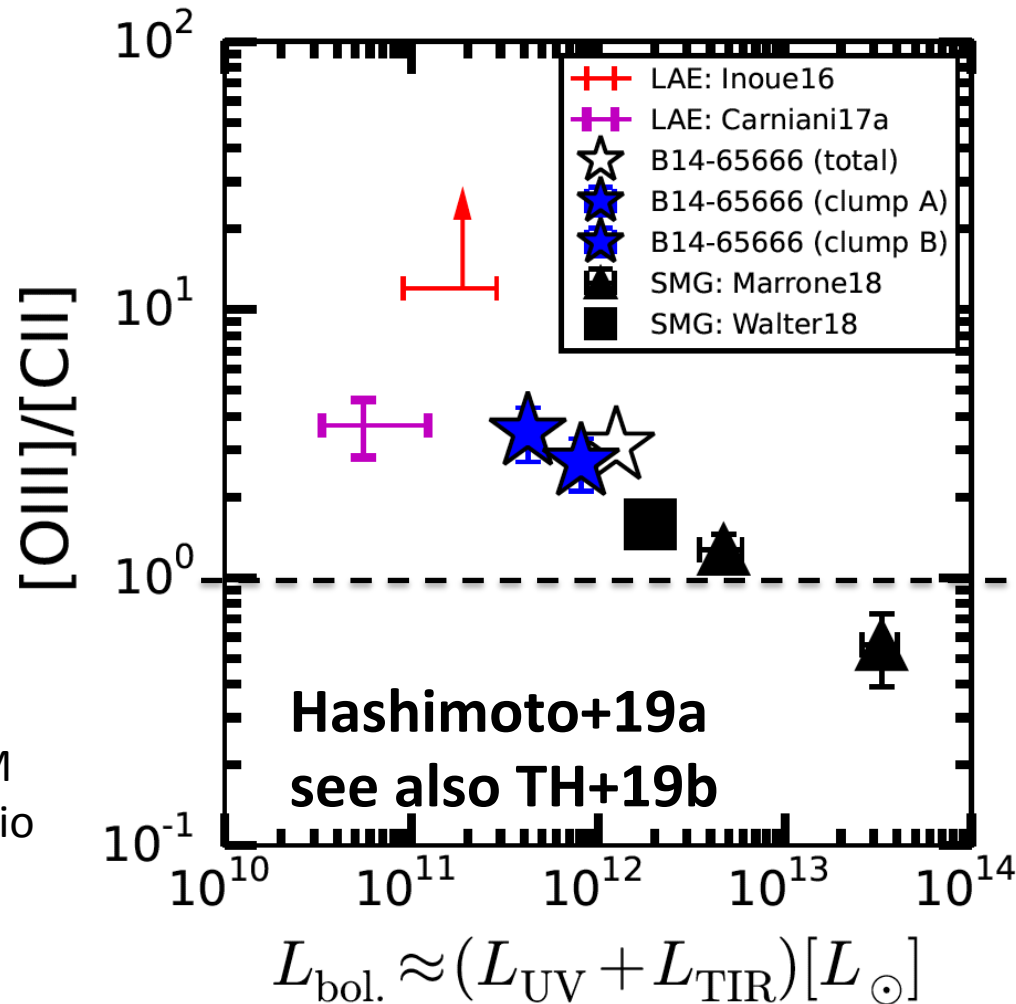 10^2
10^1
10^0
10^-1
[OIII]/[CII]
LAE: Inoue16
LAE: Carniani17a
B14-65666 (total)
B14-65666 (clump A)
B14-65666 (clump B)
SMG: Marrone18
SMG: Walter18
Hashimoto+19a
see also TH+19b
M
io
10^10 10^11 10^12 10^13 10^14
L_bol. ≈ (L_UV + L_TIR) [L_⊙]